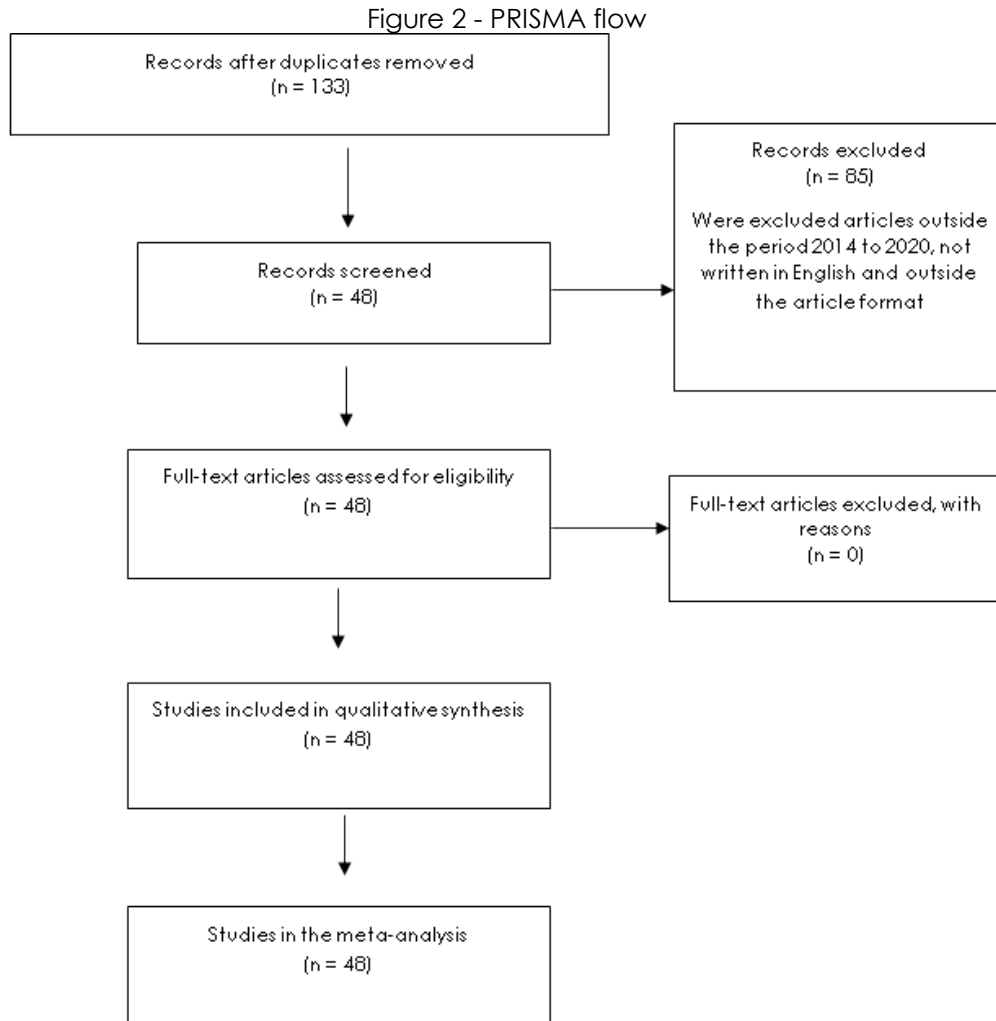 Figure 2 - PRISMA flow
Records after duplicates removed
(n = 133)
Records excluded
(n = 85)
Were excluded articles outside
the period 2014 to 2020, not
written in English and outside
the article format
Records screened
(n = 48)
Full-text articles assessed for eligibility
(n = 48)
Full-text articles excluded, with
reasons
(n = 0)
Studies included in qualitative synthesis
(n = 48)
Studies in the meta-analysis
(n = 48)